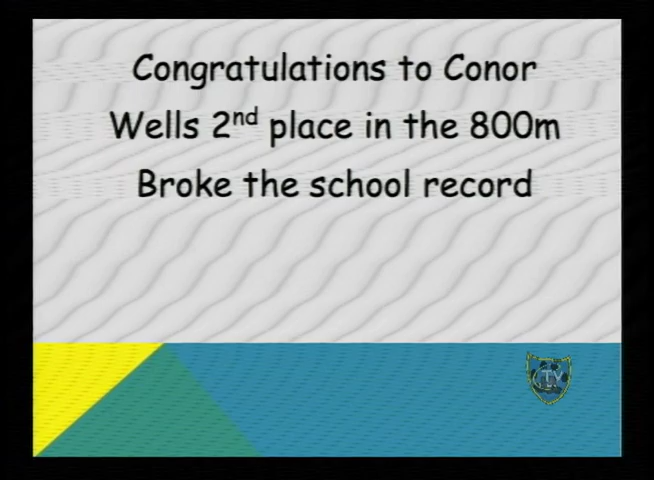 Congratulations to Conor
Wells 2nd place in the 800m
Broke the school record